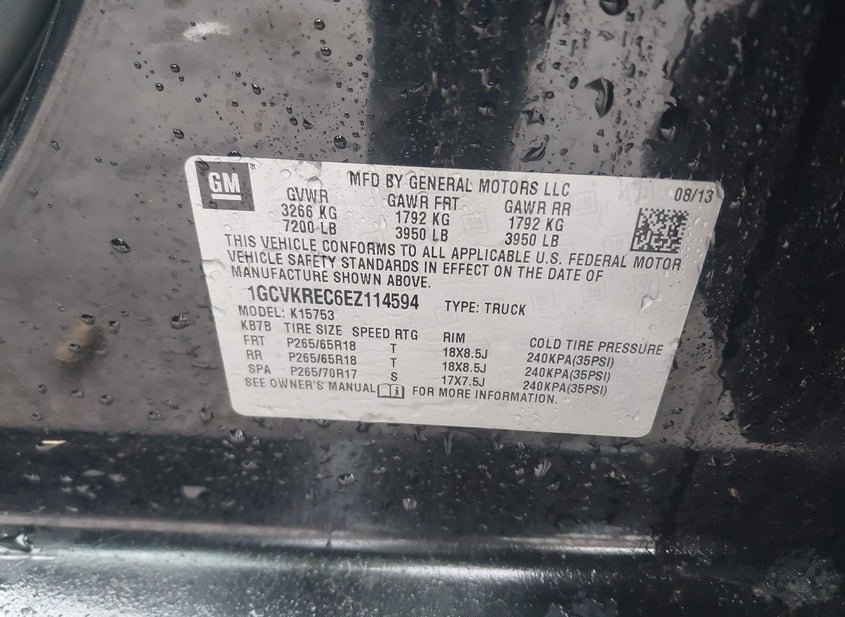 GM
MFD BY GENERAL MOTORS LLC
08/13
GVWR GAWR FRT GAWR RR
3266 KG 1792 KG 1792 KG
7200 LB 3950 LB 3950 LB
THIS VEHICLE CONFORMS TO ALL APPLICABLE U.S. FEDERAL MOTOR
VEHICLE SAFETY STANDARDS IN EFFECT ON THE DATE OF
MANUFACTURE SHOWN ABOVE.
1GCVKREC6EZ114594 TYPE: TRUCK
MODEL: K15753
KB7B TIRE SIZE SPEED RTG RIM COLD TIRE PRESSURE
FRT P265/65R18 T 18X8.5J 240KPA(35PSI)
RR P265/65R18 T 18X8.5J 240KPA(35PSI)
SPA P265/70R17 S 17X7.5J 240KPA(35PSI)
SEE OWNER'S MANUAL i FOR MORE INFORMATION.